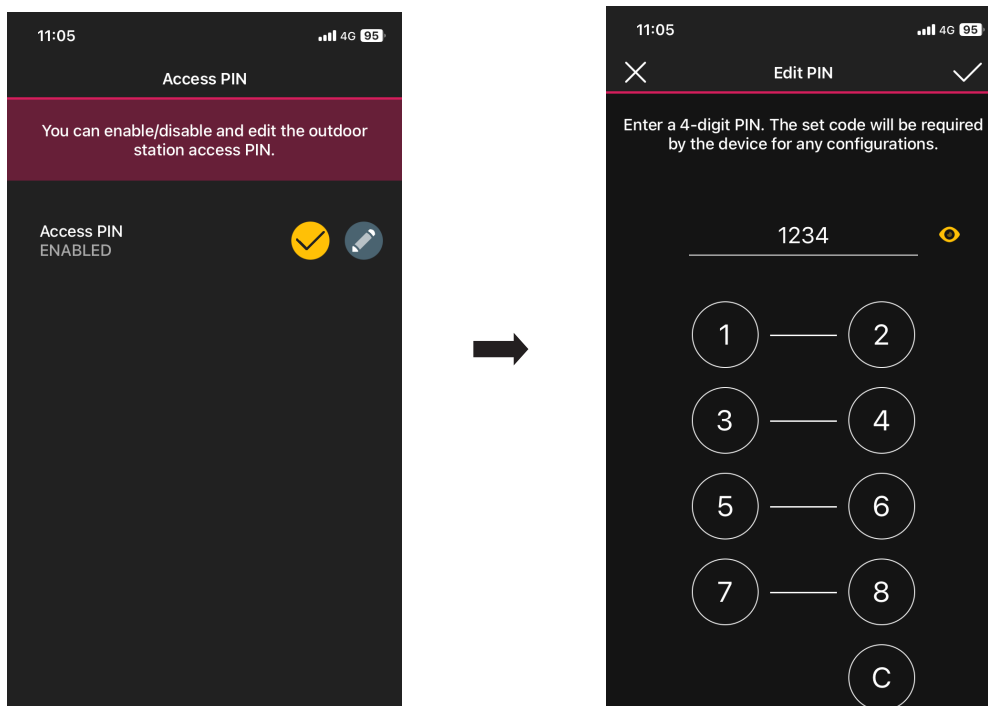 11:05
4G 95
Access PIN
You can enable/disable and edit the outdoor
station access PIN.
Access PIN
ENABLED
11:05
4G 95
Edit PIN
Enter a 4-digit PIN. The set code will be required
by the device for any configurations.
1234
1 2
3 4
5 6
7 8
C